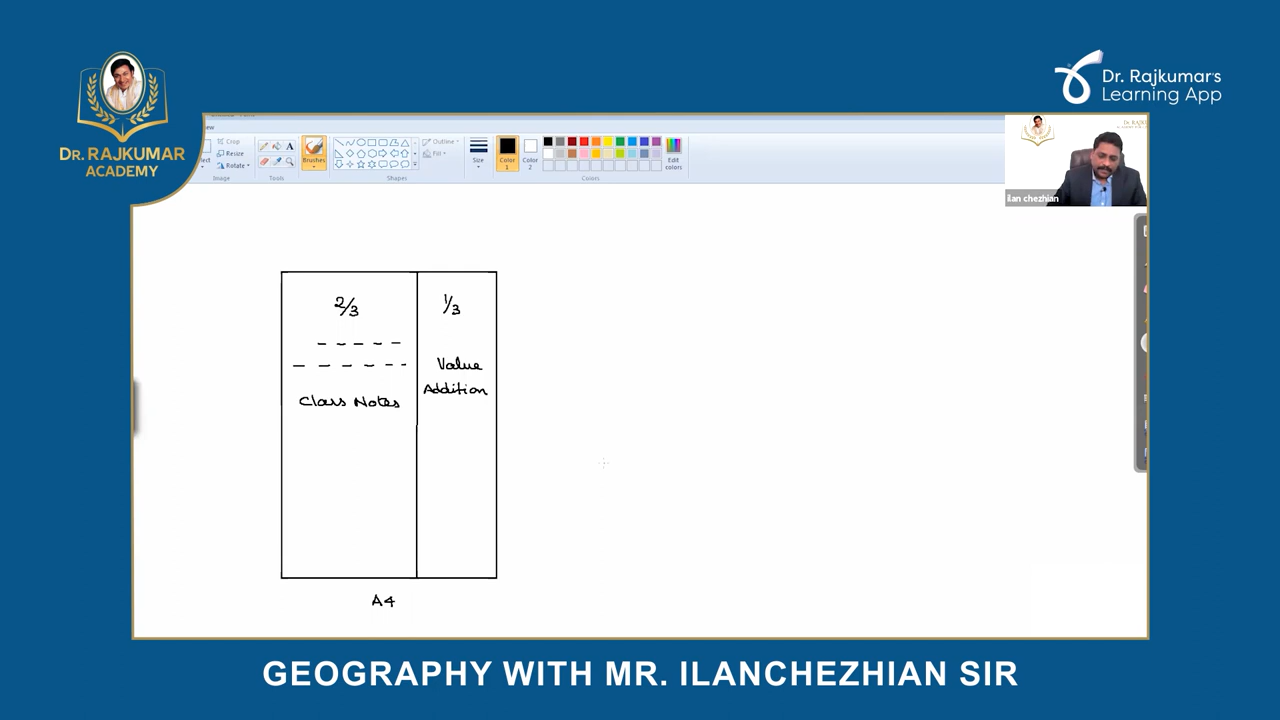 Dr. Rajkumar's
Learning App
DR. RAJKUMAR
ACADEMY
Crop
Resize
Rotate
Image
Tools
Brushes
Outline
Fill
Shapes
Size
Color
1
Color
2
Edit
colors
Colors
ilan chezhian
2/3
1/3
Value
Addition
Class Notes
A4
GEOGRAPHY WITH MR. ILANCHEZHIAN SIR